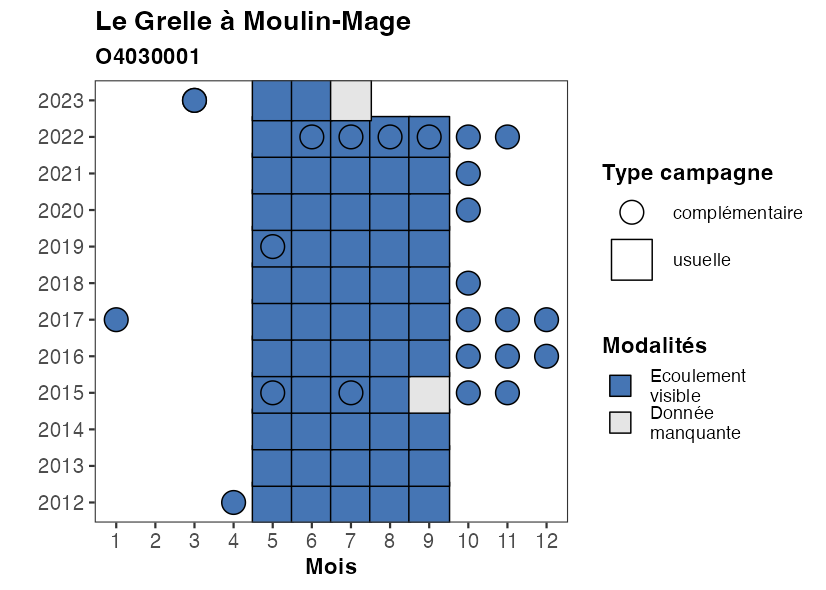 Le Grelle à Moulin-Mage
O4030001
2023
2022
2021
2020
2019
2018
2017
2016
2015
2014
2013
2012
1 2 3 4 5 6 7 8 9 10 11 12
Mois
Type campagne
complémentaire
usuelle
Modalités
Ecoulement
visible
Donnée
manquante